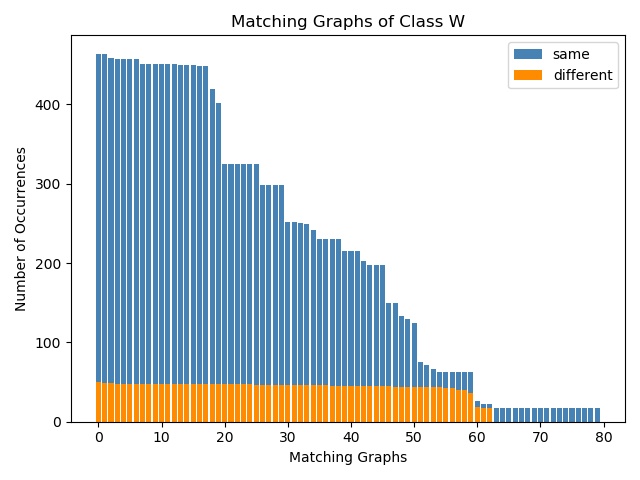 Matching Graphs of Class W
same
different
Number of Occurrences
400
300
200
100
0
0 10 20 30 40 50 60 70 80
Matching Graphs